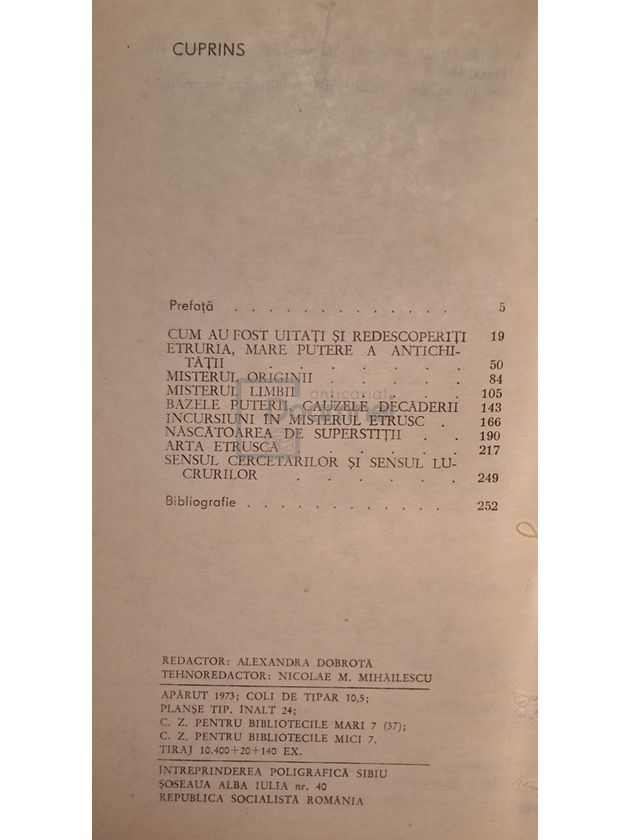 CUPRINS
Prefață . . . . . . . . . . . . . 5
CUM AU FOST UITAȚI ȘI REDESCOPERIȚI 19
ETRURIA, MARE PUTERE A ANTICHI-
TĂȚII . . . . . . . 50
MISTERUL ORIGINII . . . . . 84
MISTERUL LIMBII . . . . . 105
BAZELE PUTERII, CAUZELE DECĂDERII 143
INCURSIUNI ÎN MISTERUL ETRUSC . 166
NĂSCĂTOAREA DE SUPERSTIȚII . . 190
ARTA ETRUSCĂ . . . . . . 217
SENSUL CERCETĂRILOR ȘI SENSUL LU-
CRURILOR . . . . . . 249
Bibliografie . . . . . . . . . . . . 252
anticariat
REDACTOR: ALEXANDRA DOBROTĂ
TEHNOREDACTOR: NICOLAE M. MIHĂILESCU
APĂRUT 1973; COLI DE TIPAR 10,5;
PLANȘE TIP. ÎNALT 24;
C. Z. PENTRU BIBLIOTECILE MARI 7 (37);
C. Z. PENTRU BIBLIOTECILE MICI 7.
TIRAJ 10.400+20+140 EX.
ÎNTREPRINDEREA POLIGRAFICĂ SIBIU
ȘOSEAUA ALBA IULIA nr. 40
REPUBLICA SOCIALISTĂ ROMÂNIA